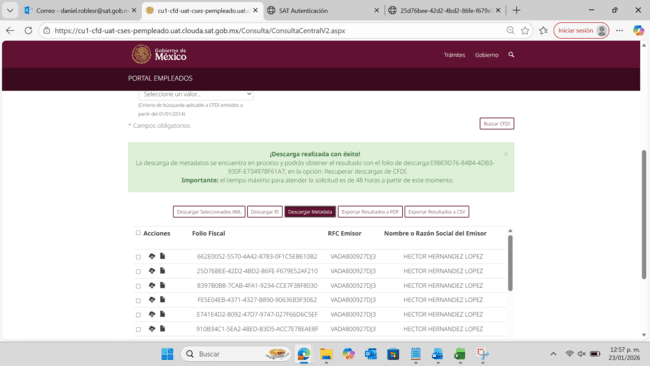 Correo - daniel.roblesr@sat.gob.m
cu1-cfd-uat-cses-pempleado.uat.
SAT Autenticación
25d76bee-42d2-4bd2-86fe-f679e
https://cu1-cfd-uat-cses-pempleado.uat.clouda.sat.gob.mx/Consulta/ConsultaCentralV2.aspx
Iniciar sesión
Gobierno de
México
Trámites
Gobierno
PORTAL EMPLEADOS
Seleccione un valor...
(Criterio de búsqueda aplicable a CFDI emitidos a
partir del 01/01/2014)
* Campos obligatorios
Buscar CFDI
¡Descarga realizada con éxito!
×
La descarga de metadatos se encuentra en proceso y podrás obtener el resultado con el folio de descarga:E9BE9D76-84B4-4DB3-
930F-E734978F61A7, en la opción: Recuperar descargas de CFDI.
Importante: el tiempo máximo para atender la solicitud es de 48 horas a partir de este momento.
Descargar Seleccionados XML
Descargar RI
Descargar Metadata
Exportar Resultados a PDF
Exportar Resultados a CSV
Acciones Folio Fiscal RFC Emisor Nombre o Razón Social del Emisor
662E0052-5570-4A42-8783-0F1C5EB610B2 VADA800927DJ3 HECTOR HERNANDEZ LOPEZ
25D76BEE-42D2-4BD2-86FE-F679E52AF210 VADA800927DJ3 HECTOR HERNANDEZ LOPEZ
8397B0B8-7CAB-4FA1-9234-CCE7F3BF8030 VADA800927DJ3 HECTOR HERNANDEZ LOPEZ
FE5E04EB-4371-4327-B890-90636B3F3062 VADA800927DJ3 HECTOR HERNANDEZ LOPEZ
E741E4D2-8092-47D7-9747-027F66D6C5EF VADA800927DJ3 HECTOR HERNANDEZ LOPEZ
910B34C1-5EA2-48ED-B3D5-ACC7E7BEAE8F VADA800927DJ3 HECTOR HERNANDEZ LOPEZ
Buscar
12:57 p. m.
23/01/2026